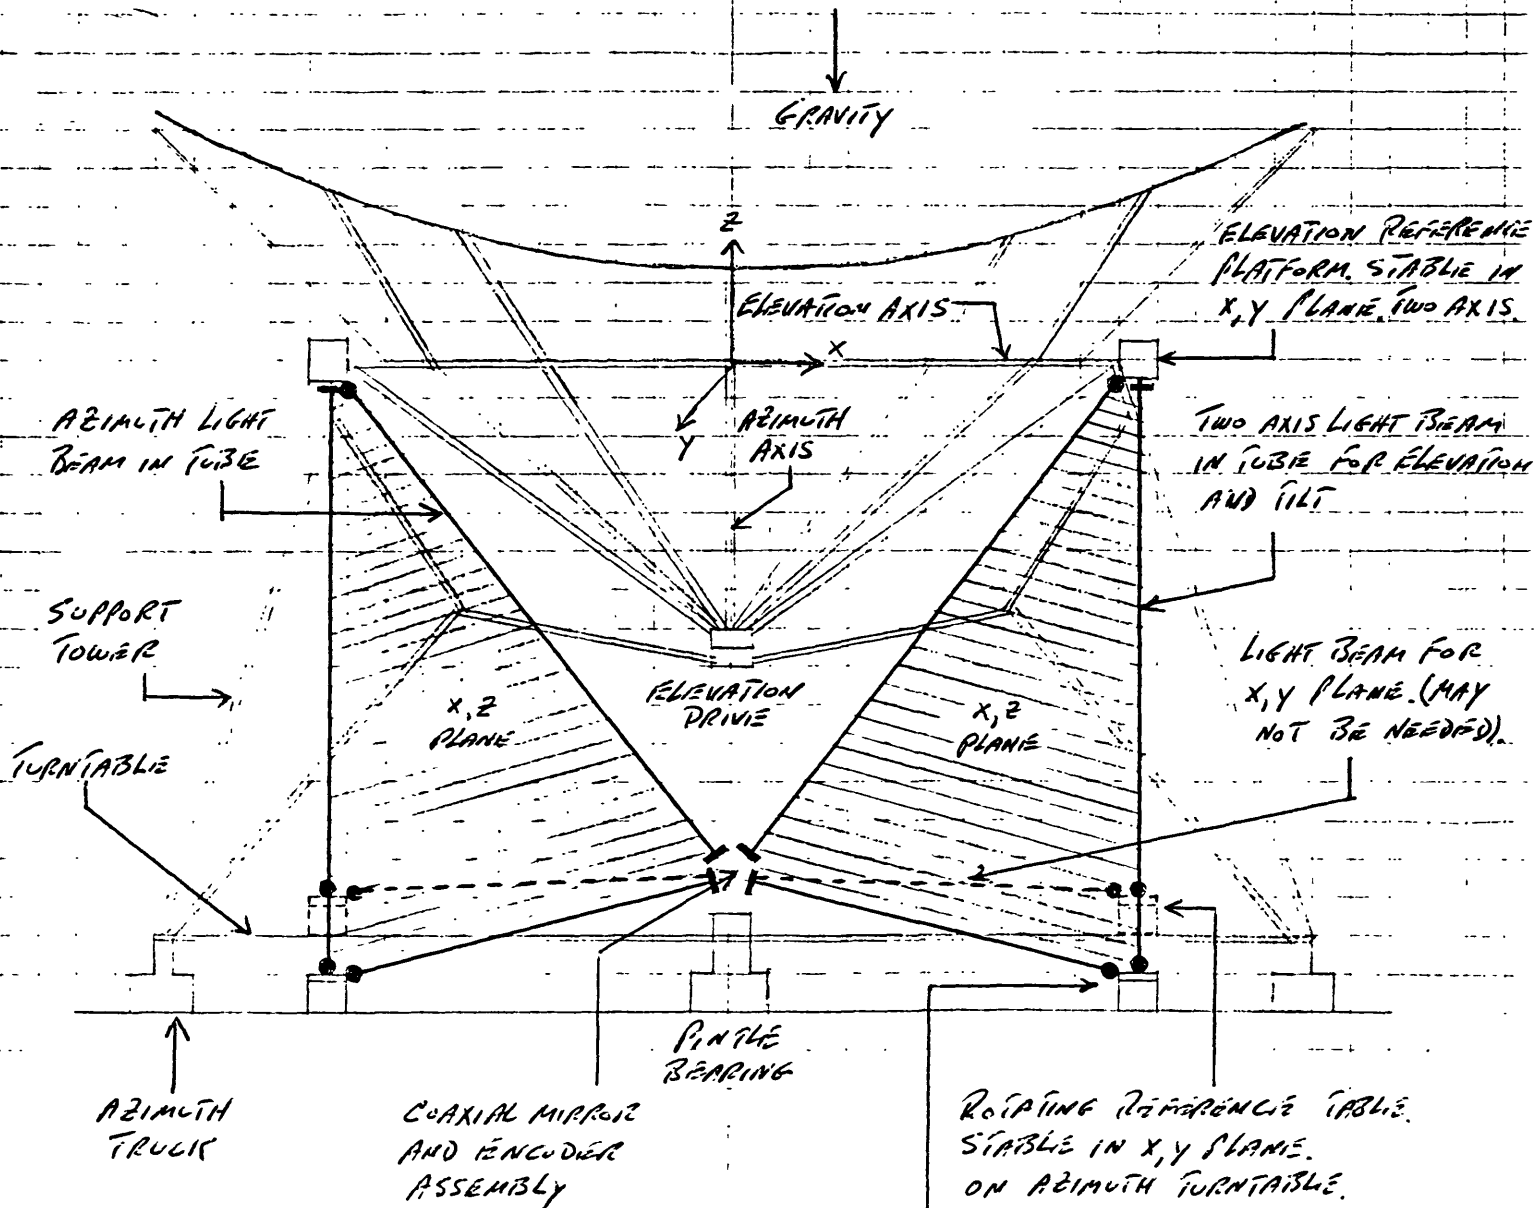 GRAVITY
Z
ELEVATION REFERENCE
PLATFORM. STABLE IN
X, Y PLANE. TWO AXIS.
ELEVATION AXIS
X
Y
AZIMUTH
AXIS
AZIMUTH LIGHT
BEAM IN TUBE
TWO AXIS LIGHT BEAM
IN TUBE FOR ELEVATION
AND TILT
SUPPORT
TOWER
ELEVATION
DRIVE
X, Z
PLANE
X, Z
PLANE
LIGHT BEAM FOR
X, Y PLANE. (MAY
NOT BE NEEDED).
TURNTABLE
PINTLE
BEARING
AZIMUTH
TRUCK
COAXIAL MIRROR
AND ENCODER
ASSEMBLY
ROTATING REFERENCE TABLE.
STABLE IN X, Y PLANE.
ON AZIMUTH TURNTABLE.